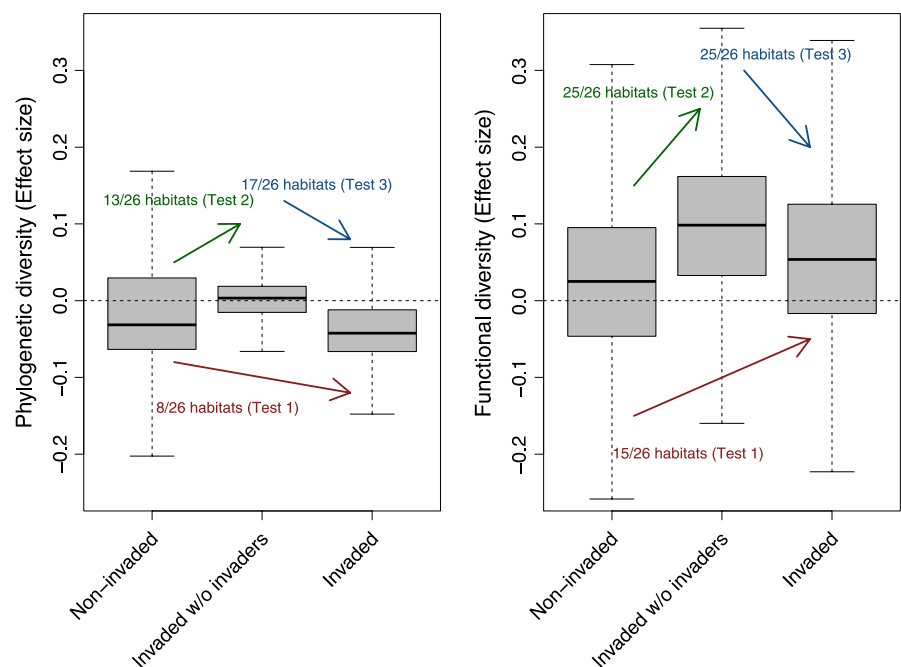 Phylogenetic diversity (Effect size)
0.3
0.2
0.1
0.0
−0.1
−0.2
17/26 habitats (Test 3)
13/26 habitats (Test 2)
8/26 habitats (Test 1)
Non−invaded
Invaded w/o invaders
Invaded
Functional diversity (Effect size)
0.3
0.2
0.1
0.0
−0.1
−0.2
25/26 habitats (Test 3)
25/26 habitats (Test 2)
15/26 habitats (Test 1)
Non−invaded
Invaded w/o invaders
Invaded